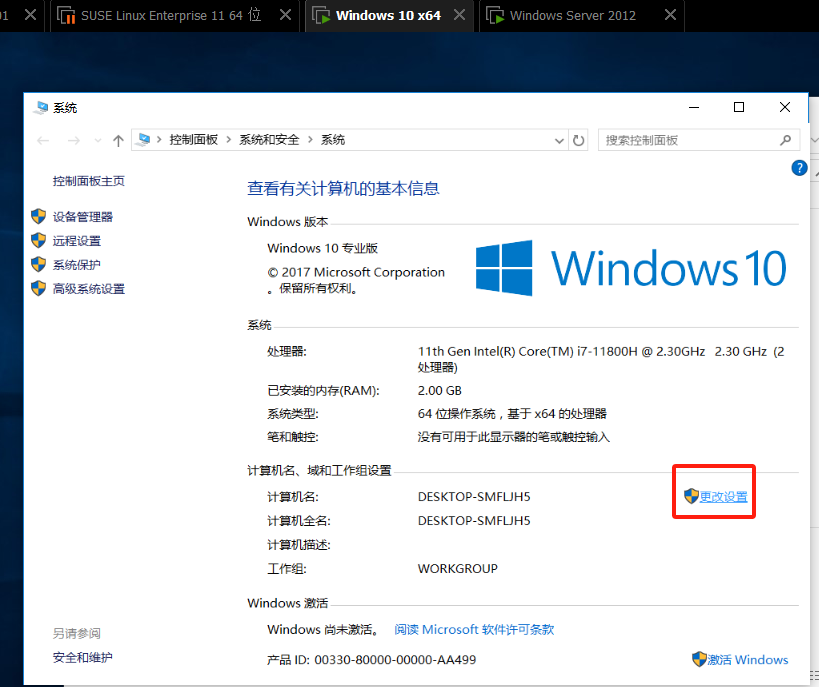 01
SUSE Linux Enterprise 11 64 位
Windows 10 x64
Windows Server 2012
系统
控制面板
系统和安全
系统
搜索控制面板
?
控制面板主页
设备管理器
远程设置
系统保护
高级系统设置
查看有关计算机的基本信息
Windows 版本
Windows 10 专业版
© 2017 Microsoft Corporation
。保留所有权利。
Windows 10
系统
处理器: 11th Gen Intel(R) Core(TM) i7-11800H @ 2.30GHz 2.30 GHz (2
处理器)
已安装的内存(RAM): 2.00 GB
系统类型: 64 位操作系统，基于 x64 的处理器
笔和触控: 没有可用于此显示器的笔或触控输入
计算机名、域和工作组设置
计算机名: DESKTOP-SMFLJH5
更改设置
计算机全名: DESKTOP-SMFLJH5
计算机描述:
工作组: WORKGROUP
Windows 激活
Windows 尚未激活。 阅读 Microsoft 软件许可条款
产品 ID: 00330-80000-00000-AA499
激活 Windows
另请参阅
安全和维护